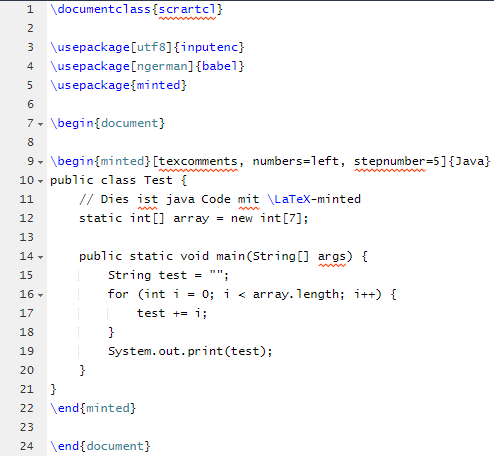 1 \documentclass{scrartcl}
2
3 \usepackage[utf8]{inputenc}
4 \usepackage[ngerman]{babel}
5 \usepackage{minted}
6
7 \begin{document}
8
9 \begin{minted}[texcomments, numbers=left, stepnumber=5]{Java}
10 public class Test {
11     // Dies ist java Code mit \LaTeX-minted
12     static int[] array = new int[7];
13
14     public static void main(String[] args) {
15         String test = "";
16         for (int i = 0; i < array.length; i++) {
17             test += i;
18         }
19         System.out.print(test);
20     }
21 }
22 \end{minted}
23
24 \end{document}